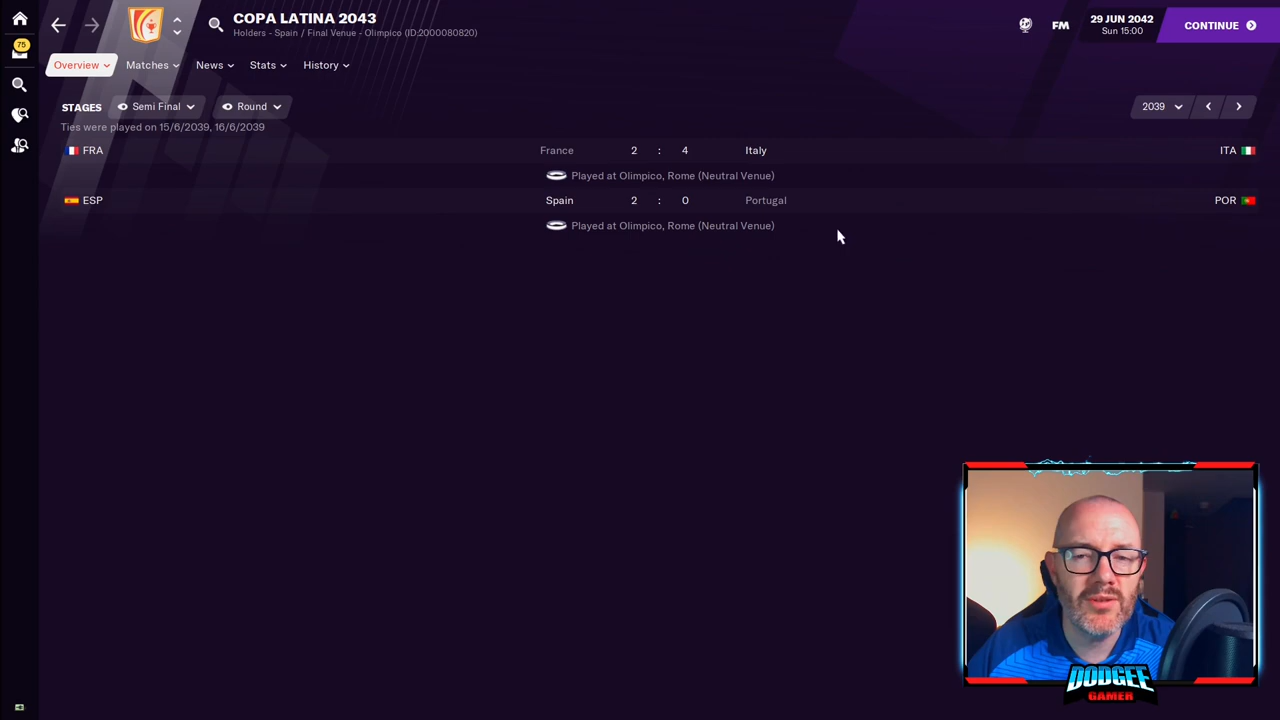 COPA LATINA 2043
Holders - Spain / Final Venue - Olimpico (ID:2000080820)
FM
29 JUN 2042
Sun 15:00
CONTINUE
75
Overview
Matches
News
Stats
History
STAGES
Semi Final
Round
2039
Ties were played on 15/6/2039, 16/6/2039
FRA France 2 : 4 Italy ITA
Played at Olimpico, Rome (Neutral Venue)
ESP Spain 2 : 0 Portugal POR
Played at Olimpico, Rome (Neutral Venue)
DODGEE
GAMER